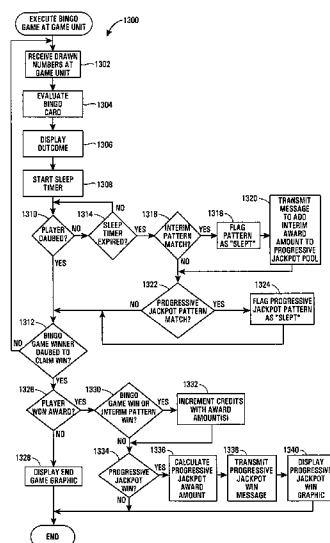 1300
EXECUTE BINGO
GAME AT GAME UNIT
RECEIVE DRAWN
NUMBERS AT
GAME UNIT
1302
EVALUATE
BINGO
CARD
1304
DISPLAY
OUTCOME
1306
START SLEEP
TIMER
1308
1310
PLAYER
DAUBED?
YES
NO
1314
SLEEP
TIMER
EXPIRED?
NO
YES
1316
INTERIM
PATTERN
MATCH?
YES
NO
1318
FLAG
PATTERN
AS "SLEPT"
1320
TRANSMIT
MESSAGE
TO ADD
INTERIM
AWARD
AMOUNT TO
PROGRESSIVE
JACKPOT POOL
1322
PROGRESSIVE
JACKPOT PATTERN
MATCH?
NO
YES
1324
FLAG PROGRESSIVE
JACKPOT PATTERN
AS "SLEPT"
1312
BINGO
GAME WINNER
DAUBED TO
CLAIM WIN?
NO
YES
1326
PLAYER
WON AWARD?
YES
NO
1328
DISPLAY END
GAME GRAPHIC
1330
BINGO
GAME WIN OR
INTERIM PATTERN
WIN?
YES
NO
1332
INCREMENT CREDITS
WITH AWARD
AMOUNT(S)
1334
PROGRESSIVE
JACKPOT
WIN?
YES
NO
1336
CALCULATE
PROGRESSIVE
JACKPOT
AWARD
AMOUNT
1338
TRANSMIT
PROGRESSIVE
JACKPOT
WIN
MESSAGE
1340
DISPLAY
PROGRESSIVE
JACKPOT
WIN
GRAPHIC
END